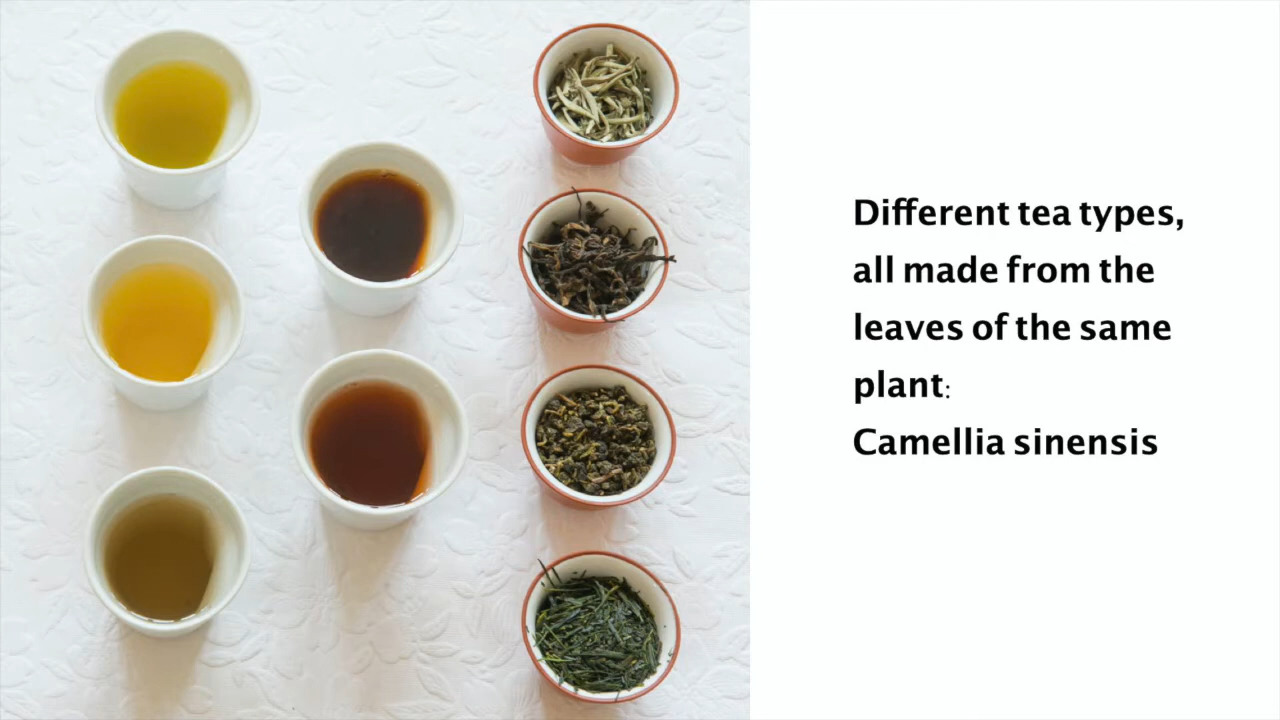 Different tea types,
all made from the
leaves of the same
plant:
Camellia sinensis